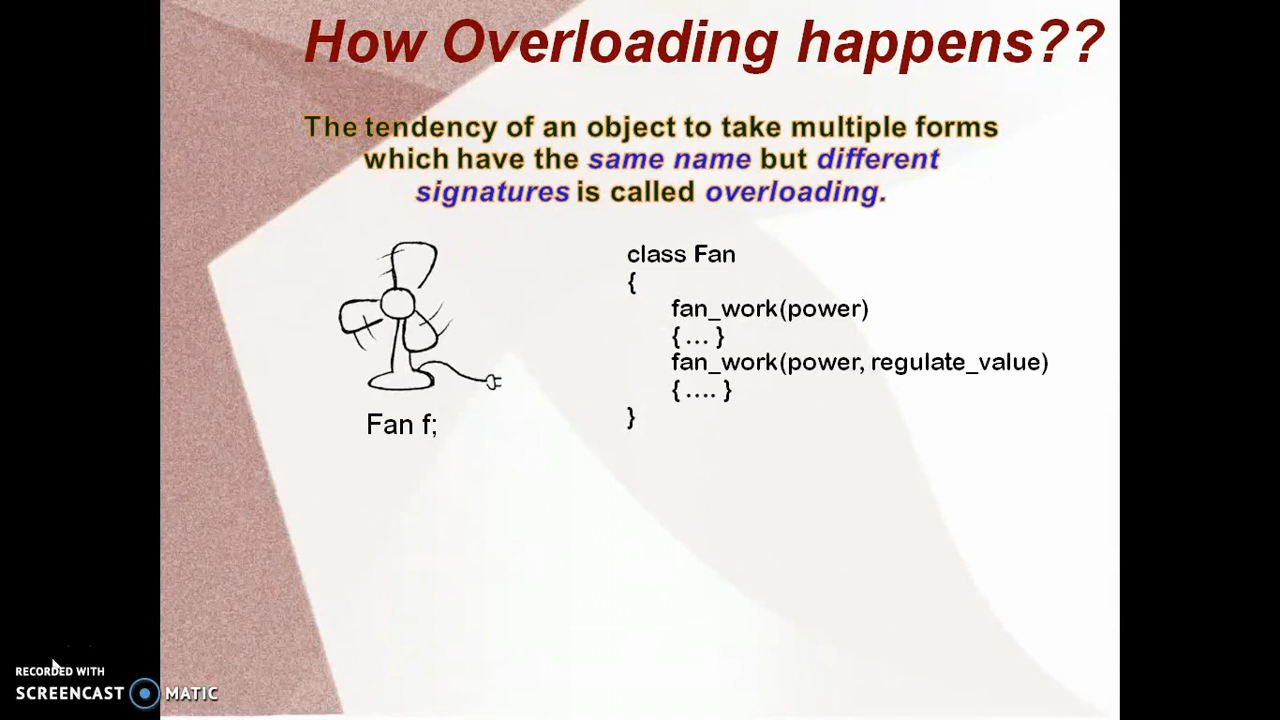 How Overloading happens??
The tendency of an object to take multiple forms
which have the same name but different
signatures is called overloading.
class Fan
{
fan_work(power)
{ ... }
fan_work(power, regulate_value)
{ .... }
}
Fan f;
RECORDED WITH
SCREENCAST MATIC